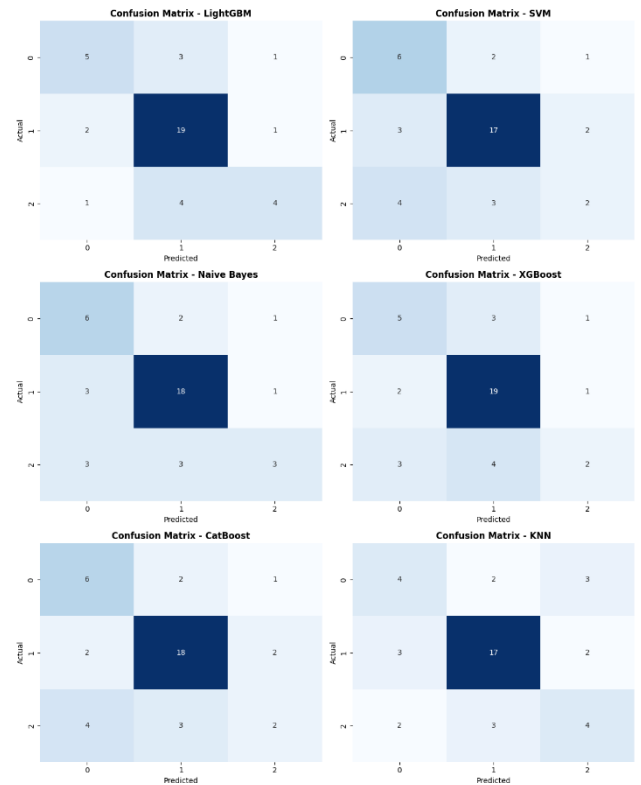 Confusion Matrix - LightGBM
0 5 3 1
Actual
1 2 19 1
2 1 4 4
0 1 2
Predicted
Confusion Matrix - SVM
0 6 2 1
Actual
1 3 17 2
2 4 3 2
0 1 2
Predicted
Confusion Matrix - Naive Bayes
0 6 2 1
Actual
1 3 18 1
2 3 3 3
0 1 2
Predicted
Confusion Matrix - XGBoost
0 5 3 1
Actual
1 2 19 1
2 3 4 2
0 1 2
Predicted
Confusion Matrix - CatBoost
0 6 2 1
Actual
1 2 18 2
2 4 3 2
0 1 2
Predicted
Confusion Matrix - KNN
0 4 2 3
Actual
1 3 17 2
2 2 3 4
0 1 2
Predicted